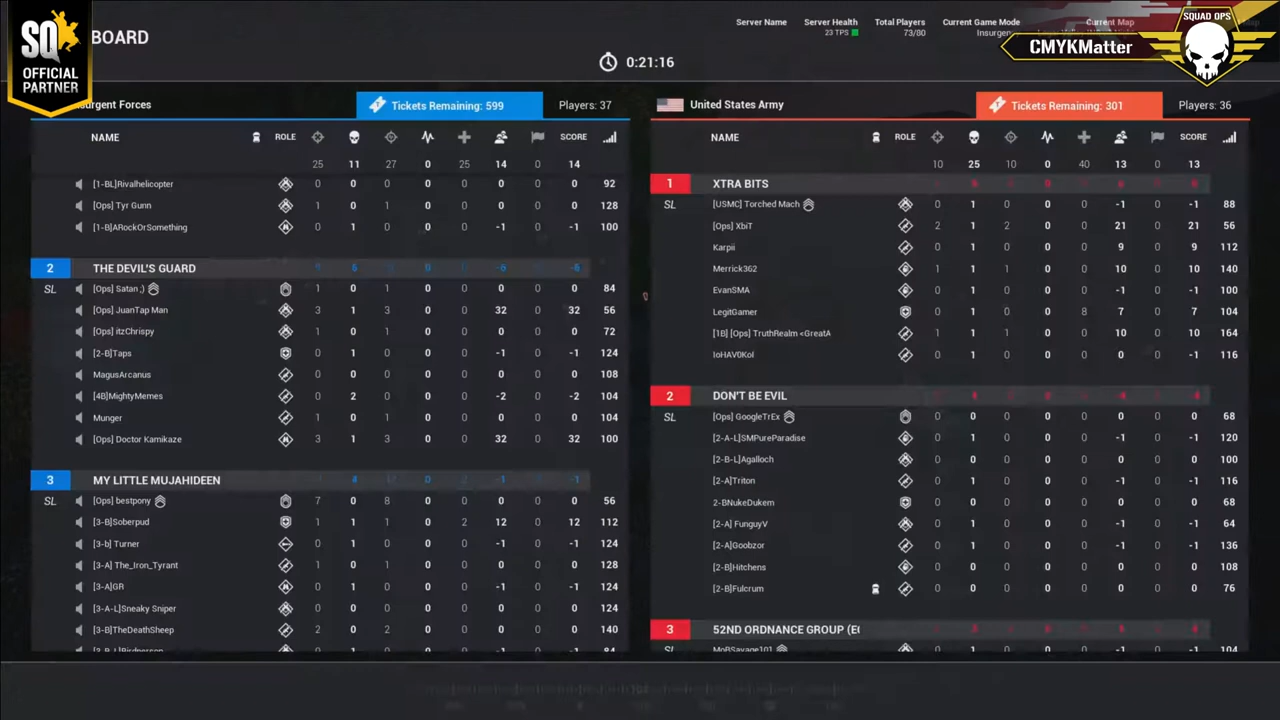 SQ
OFFICIAL
PARTNER
BOARD
Server Name
Server Health
23 TPS
Total Players
73/80
Current Game Mode
Insurgen
Current Map
SQUAD OPS
CMYKMatter
0:21:16
surgent Forces
Tickets Remaining: 599
Players: 37
United States Army
Tickets Remaining: 301
Players: 36
NAME ROLE SCORE
25 11 27 0 25 14 0 14
[1-BL]Rivalhelicopter 0 0 0 0 0 0 0 0 92
[Ops] Tyr Gunn 1 0 1 0 0 0 0 0 128
[1-B]ARockOrSomething 0 1 0 0 0 -1 0 -1 100
2 THE DEVIL'S GUARD
SL [Ops] Satan ;) 1 0 1 0 0 0 0 0 84
[Ops] JuanTap Man 3 1 3 0 0 32 0 32 56
[Ops] itzChrispy 1 0 1 0 0 0 0 0 72
[2-B]Taps 0 1 0 0 0 -1 0 -1 124
MagusArcanus 0 0 0 0 0 0 0 0 108
[4B]MightyMemes 0 2 0 0 0 -2 0 -2 104
Munger 1 0 1 0 0 0 0 0 104
[Ops] Doctor Kamikaze 3 1 3 0 0 32 0 32 100
3 MY LITTLE MUJAHIDEEN
SL [Ops] bestpony 7 0 8 0 0 0 0 0 56
[3-B]Soberpud 1 1 1 0 2 12 0 12 112
[3-b] Turner 0 1 0 0 0 -1 0 -1 124
[3-A] The_Iron_Tyrant 1 0 1 0 0 0 0 0 128
[3-A]GR 0 1 0 0 0 -1 0 -1 124
[3-A-L]Sneaky Sniper 0 0 0 0 0 0 0 0 124
[3-B]TheDeathSheep 2 0 2 0 0 0 0 0 140
NAME ROLE SCORE
10 25 10 0 40 13 0 13
1 XTRA BITS
SL [USMC] Torched Mach 0 1 0 0 0 -1 0 -1 88
[Ops] XbiT 2 1 2 0 0 21 0 21 56
Karpii 0 1 0 0 0 9 0 9 112
Merrick362 1 1 1 0 0 10 0 10 140
EvanSMA 0 1 0 0 0 -1 0 -1 100
LegitGamer 0 1 0 0 8 7 0 7 104
[1B] [Ops] TruthRealm <GreatA 1 1 1 0 0 10 0 10 164
IoHAV0KoI 0 1 0 0 0 0 0 -1 116
2 DON'T BE EVIL
SL [Ops] GoogleTrEx 0 0 0 0 0 0 0 0 68
[2-A-L]SMPureParadise 0 1 0 0 0 -1 0 -1 120
[2-B-L]Agalloch 0 0 0 0 0 0 0 0 100
[2-A]Triton 0 1 0 0 0 -1 0 -1 116
2-BNukeDukem 0 0 0 0 0 0 0 0 68
[2-A] FunguyV 0 1 0 0 0 -1 0 -1 64
[2-A]Goobzor 0 1 0 0 0 -1 0 -1 136
[2-B]Hitchens 0 0 0 0 0 0 0 0 108
[2-B]Fulcrum 0 0 0 0 0 0 0 0 76
3 52ND ORDNANCE GROUP (E
SL MoBSavage101